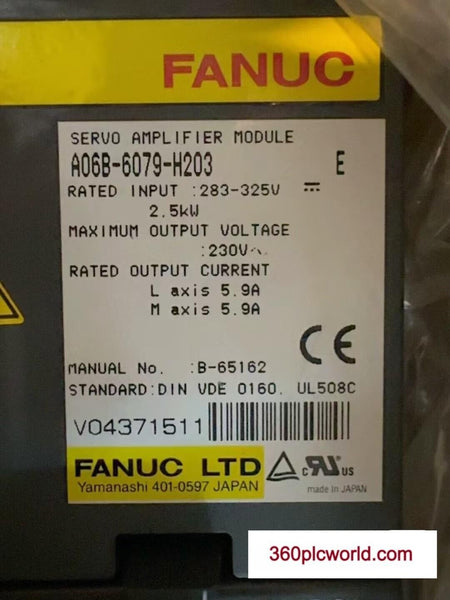 FANUC
SERVO AMPLIFIER MODULE
A06B-6079-H203 E
RATED INPUT :283-325V ⎓
2.5kW
MAXIMUM OUTPUT VOLTAGE
:230V~
RATED OUTPUT CURRENT
L axis 5.9A
M axis 5.9A
CE
MANUAL No. :B-65162
STANDARD:DIN VDE 0160. UL508C
V04371511
FANUC LTD
Yamanashi 401-0597 JAPAN
c RU US
made in JAPAN
360plcworld.com